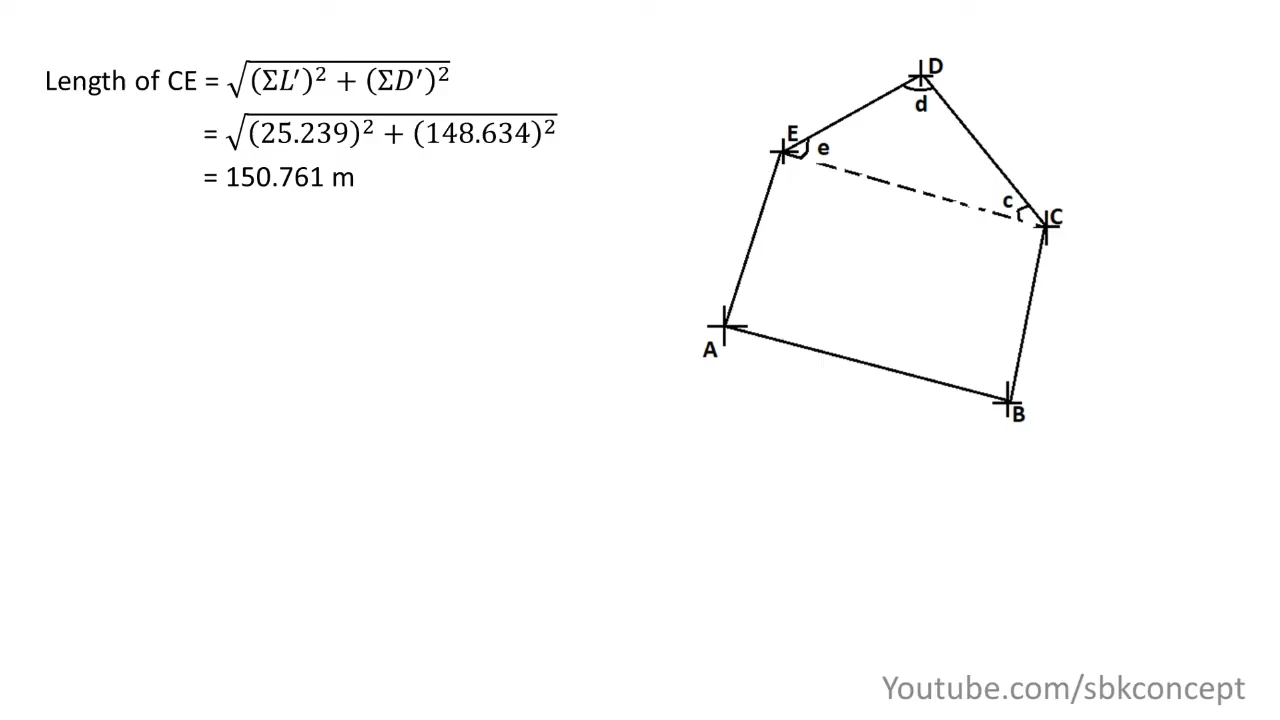 Length of CE = √(ΣL′)² + (ΣD′)²
= √(25.239)² + (148.634)²
= 150.761 m
D
d
E
e
c
C
A
B
Youtube.com/sbkconcept